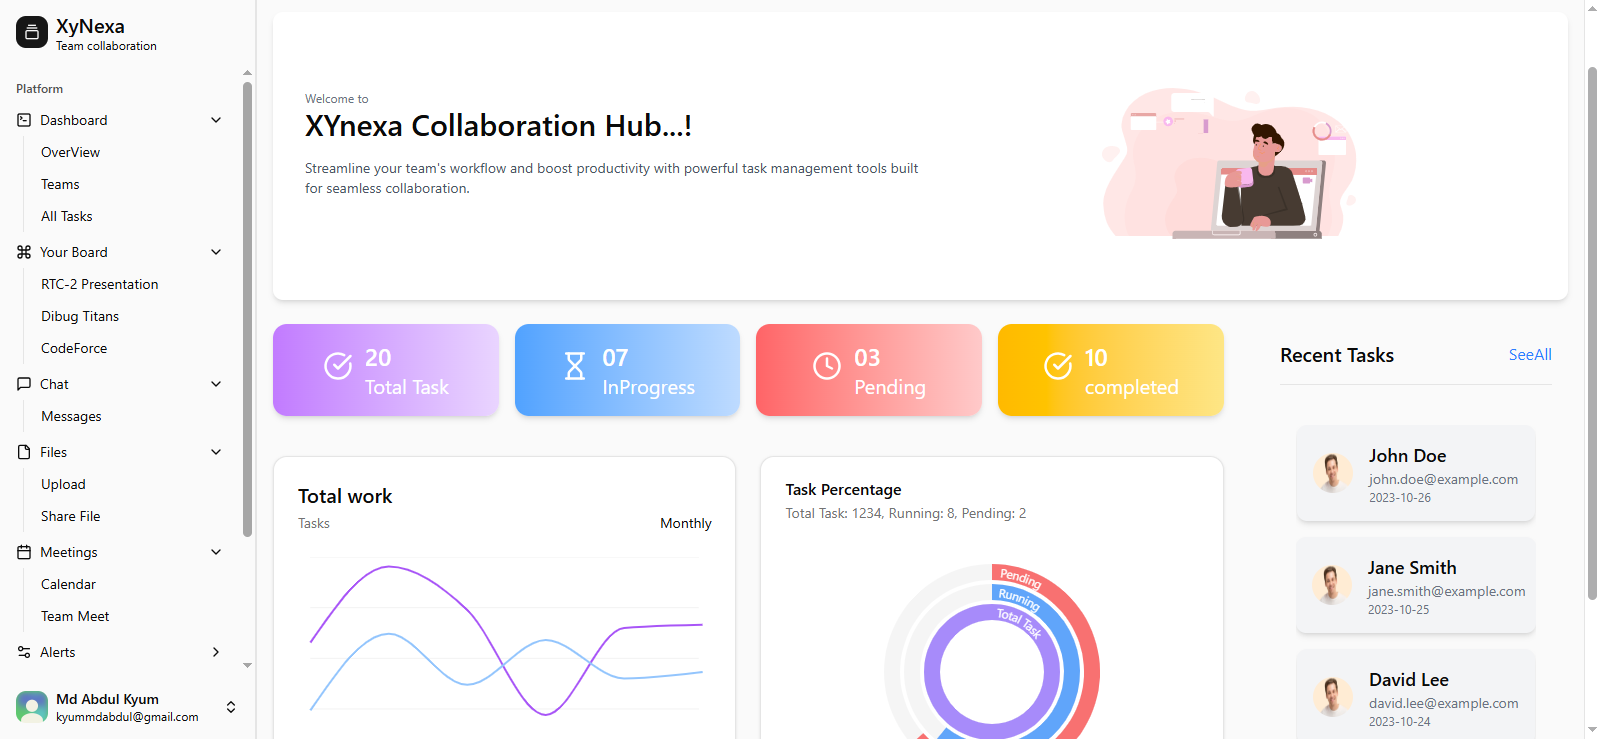 XyNexa
Team collaboration
Platform
Dashboard
OverView
Teams
All Tasks
Your Board
RTC-2 Presentation
Dibug Titans
CodeForce
Chat
Messages
Files
Upload
Share File
Meetings
Calendar
Team Meet
Alerts
Md Abdul Kyum
kyummdabdul@gmail.com
Welcome to
XYnexa Collaboration Hub...!
Streamline your team's workflow and boost productivity with powerful task management tools built
for seamless collaboration.
20
Total Task
07
InProgress
03
Pending
10
completed
Total work
Tasks
Monthly
Task Percentage
Total Task: 1234, Running: 8, Pending: 2
Pending
Running
Total Task
Recent Tasks
SeeAll
John Doe
john.doe@example.com
2023-10-26
Jane Smith
jane.smith@example.com
2023-10-25
David Lee
david.lee@example.com
2023-10-24